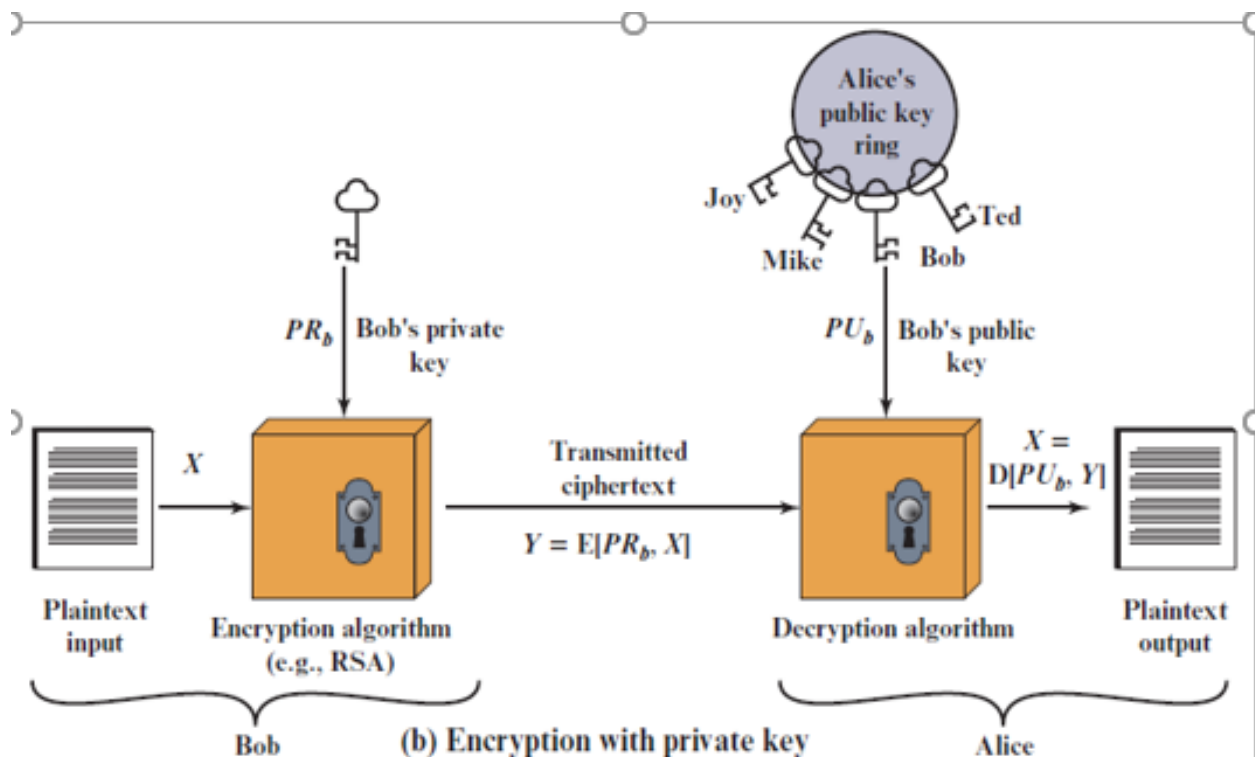 Alice's
public key
ring
Joy
Ted
Mike
Bob
PR_b
Bob's private
key
PU_b
Bob's public
key
X
Transmitted
ciphertext
X =
D[PU_b, Y]
Y = E[PR_b, X]
Plaintext
input
Encryption algorithm
(e.g., RSA)
Decryption algorithm
Plaintext
output
Bob
(b) Encryption with private key
Alice